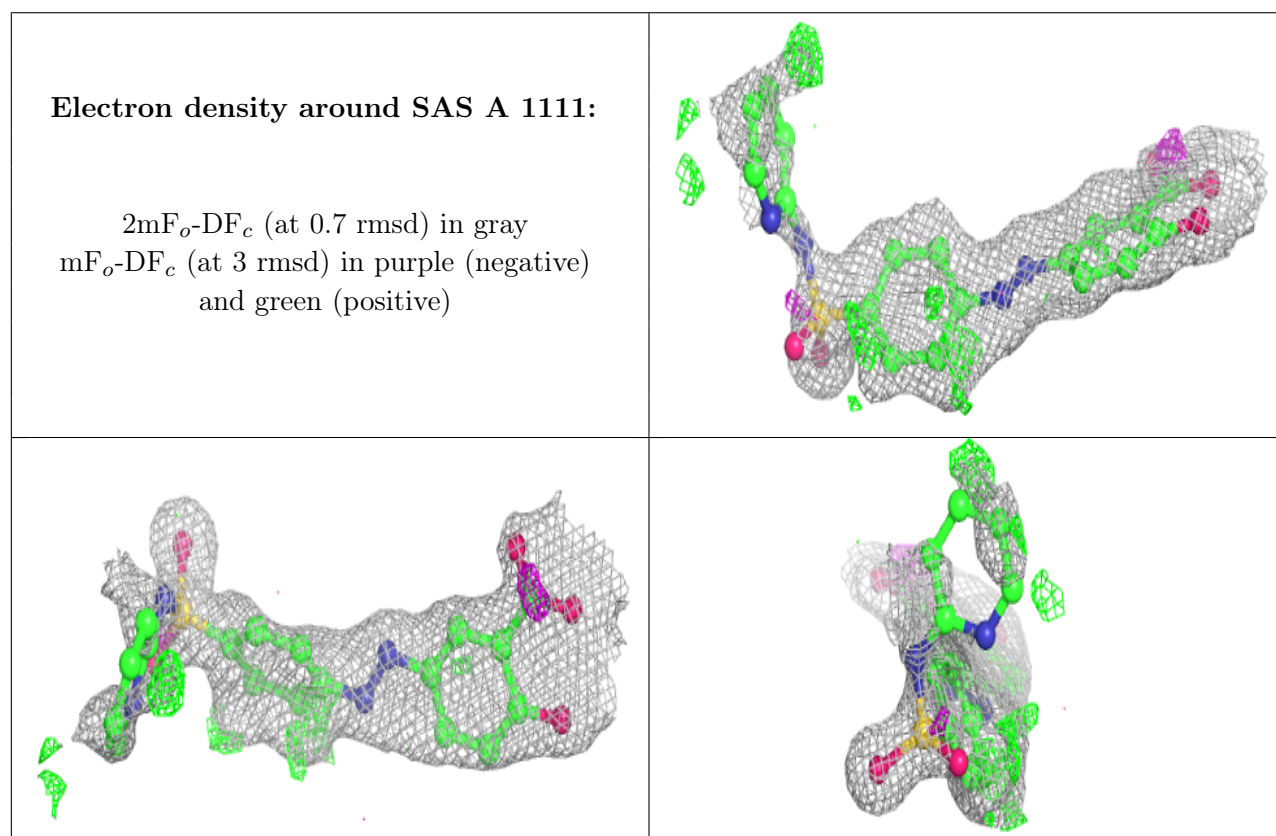 Electron density around SAS A 1111:
2mFo-DFc (at 0.7 rmsd) in gray
mFo-DFc (at 3 rmsd) in purple (negative)
and green (positive)